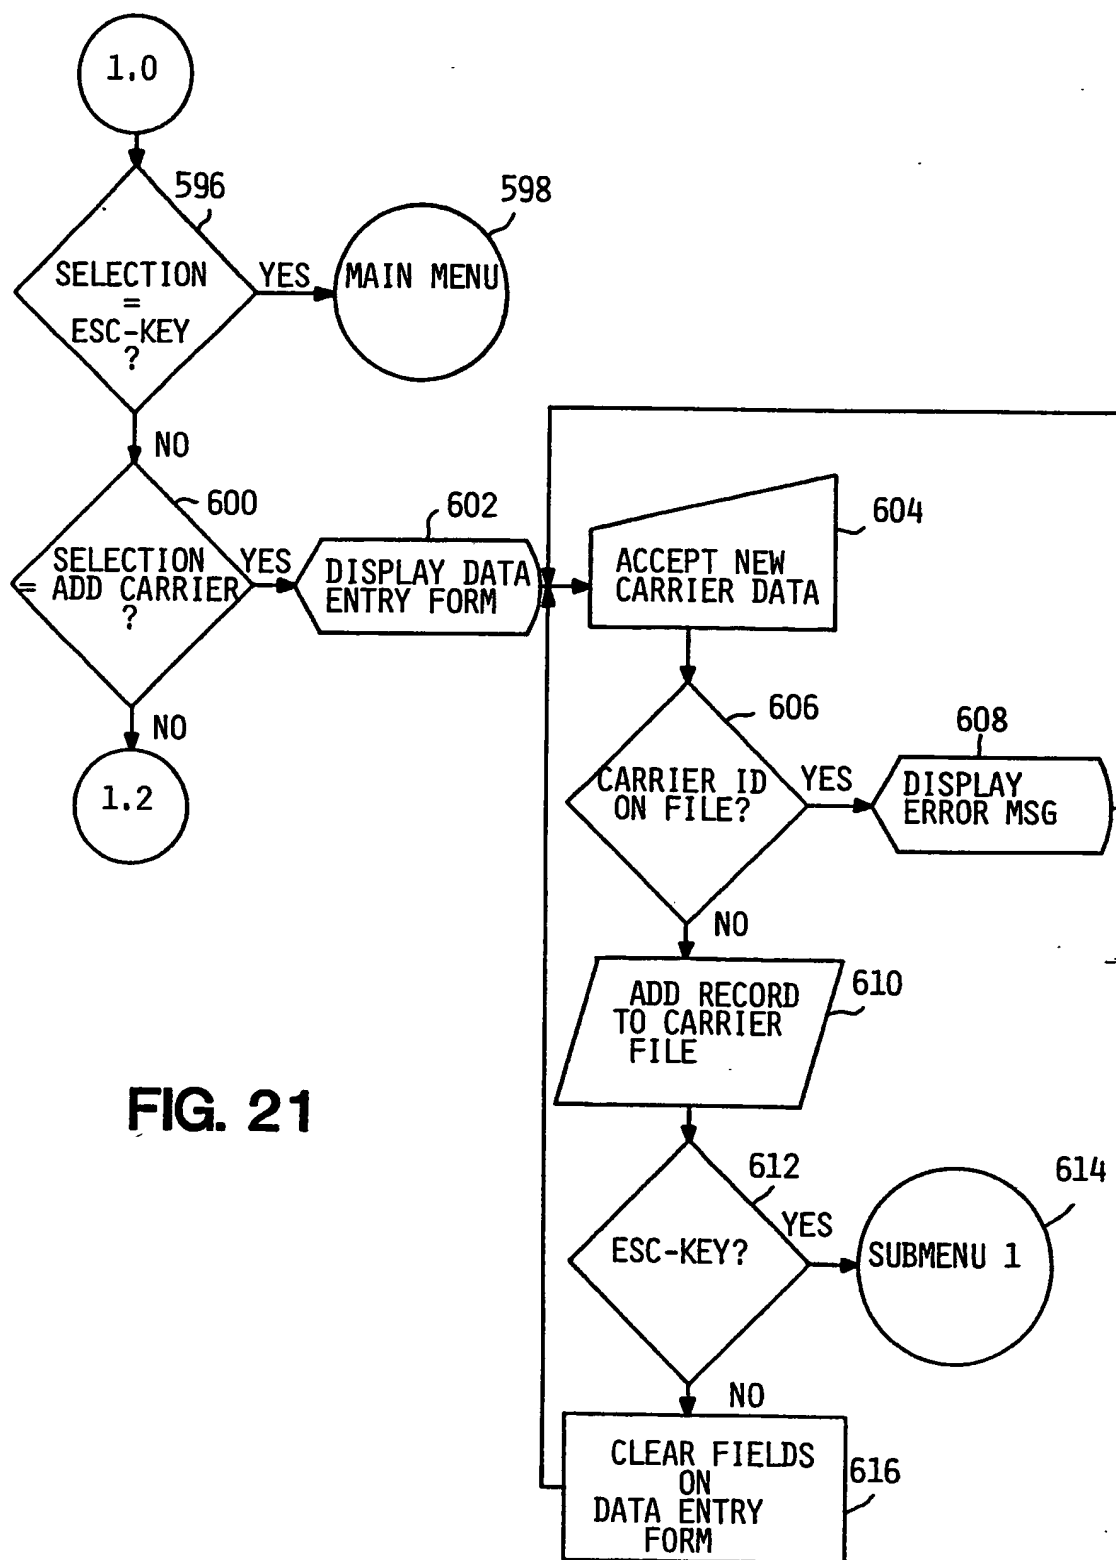 1.0
596
SELECTION
=
ESC-KEY
?
YES
598
MAIN MENU
NO
600
SELECTION
= ADD CARRIER
?
YES
602
DISPLAY DATA
ENTRY FORM
604
ACCEPT NEW
CARRIER DATA
NO
1.2
606
CARRIER ID
ON FILE?
YES
608
DISPLAY
ERROR MSG
NO
610
ADD RECORD
TO CARRIER
FILE
FIG. 21
612
ESC-KEY?
YES
614
SUBMENU 1
NO
616
CLEAR FIELDS
ON
DATA ENTRY
FORM